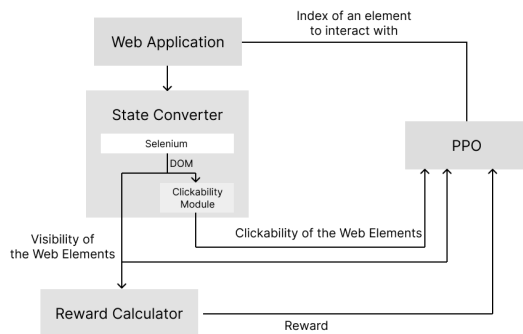 Index of an element
to interact with
Web Application
State Converter
Selenium
DOM
Clickability
Module
PPO
Visibility of
the Web Elements
Clickability of the Web Elements
Reward Calculator
Reward